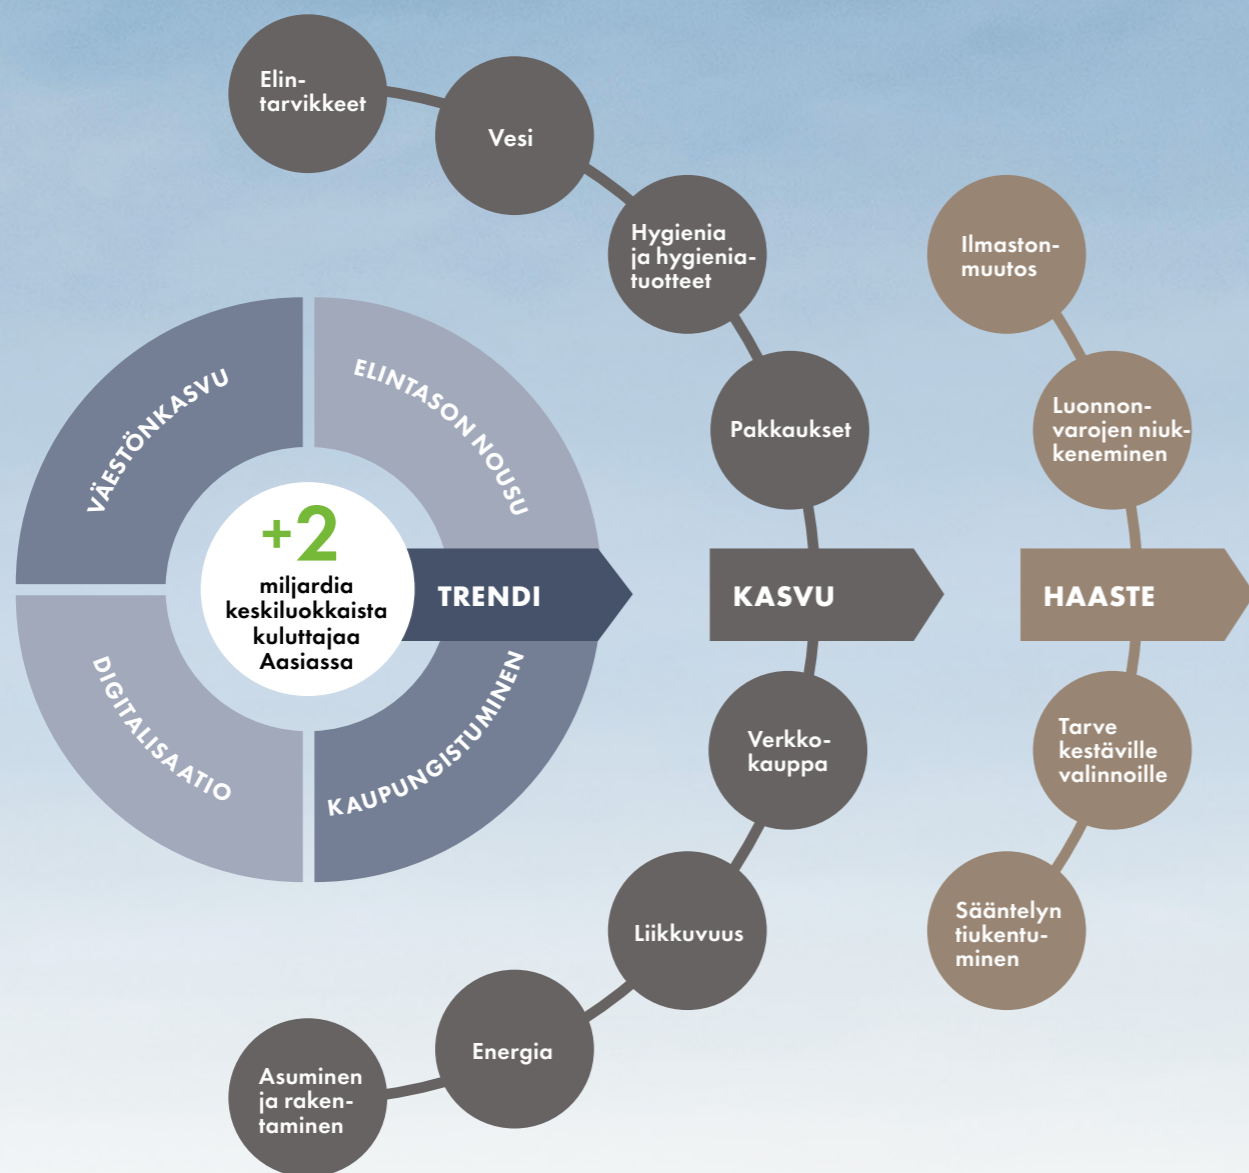 VÄESTÖNKASVU
ELINTASON NOUSU
DIGITALISAATIO
KAUPUNGISTUMINEN
+2
miljardia
keskiluokkaista
kuluttajaa
Aasiassa
TRENDI
Elin-
tarvikkeet
Vesi
Hygienia
ja hygienia-
tuotteet
Pakkaukset
KASVU
Verkko-
kauppa
Liikkuvuus
Energia
Asuminen
ja raken-
taminen
Ilmaston-
muutos
Luonnon-
varojen niuk-
keneminen
HAASTE
Tarve
kestäville
valinnoille
Sääntelyn
tiukentu-
minen